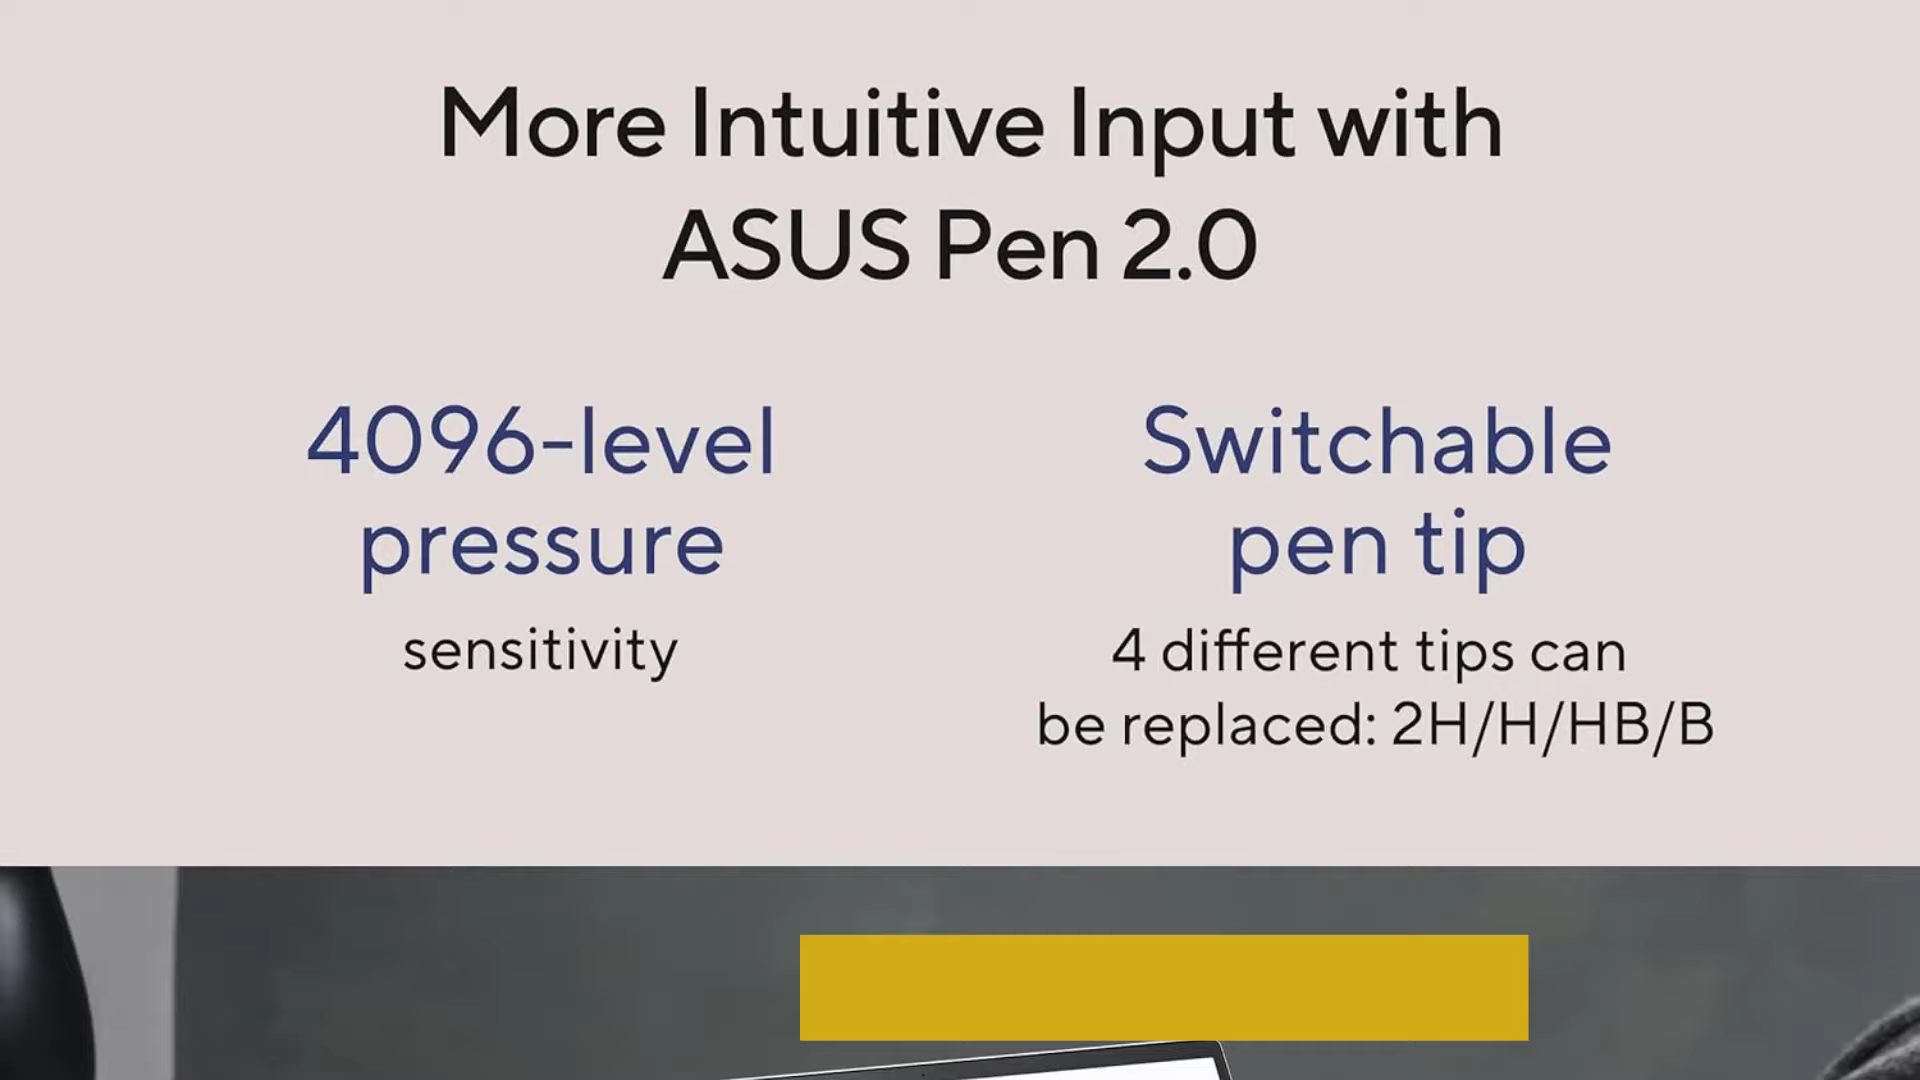 More Intuitive Input with
ASUS Pen 2.0
4096-level
pressure
sensitivity
Switchable
pen tip
4 different tips can
be replaced: 2H/H/HB/B